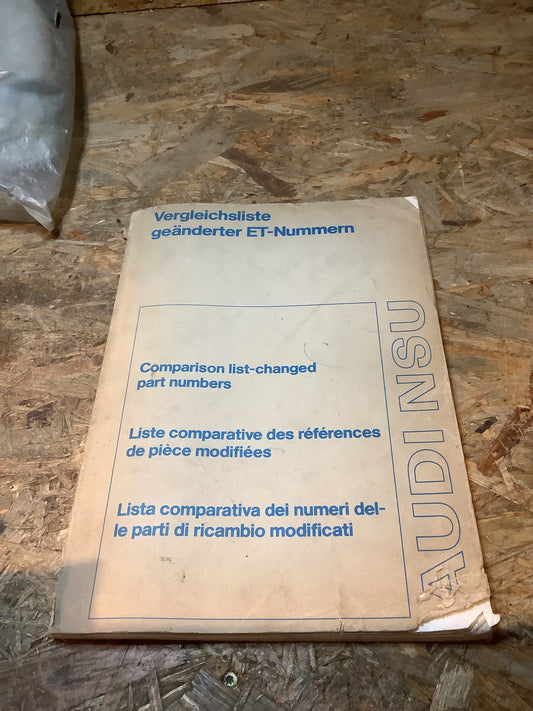 Vergleichsliste
geänderter ET-Nummern
Comparison list-changed
part numbers
Liste comparative des références
de pièce modifiées
Lista comparativa dei numeri del-
le parti di ricambio modificati
AUDI NSU